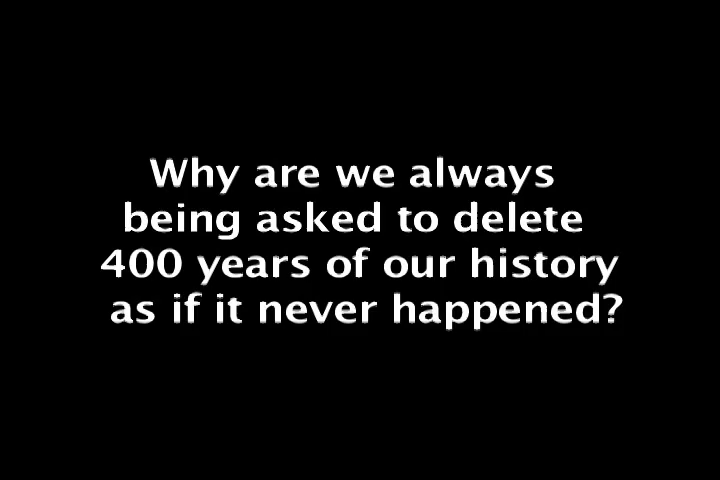 Why are we always
being asked to delete
400 years of our history
as if it never happened?